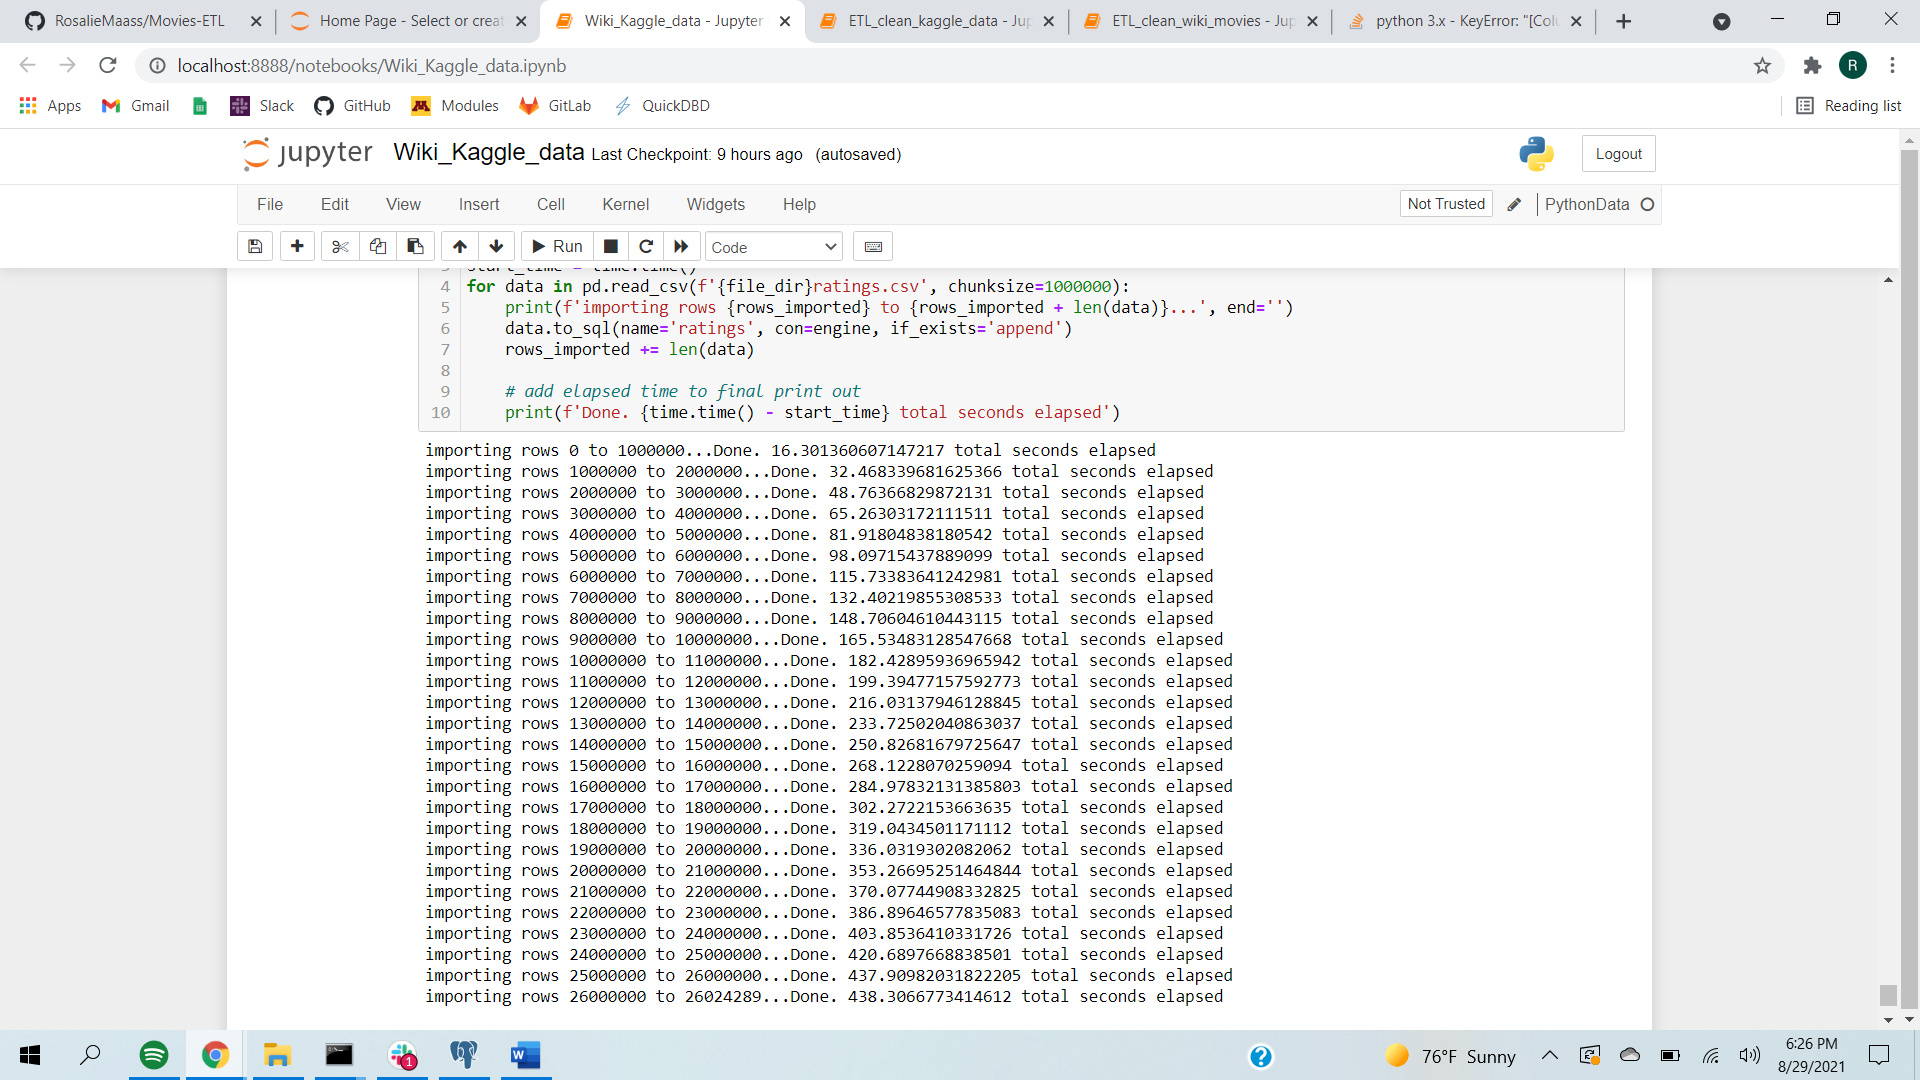 RosalieMaass/Movies-ETL
Home Page - Select or creat
Wiki_Kaggle_data - Jupyter
ETL_clean_kaggle_data - Jup
ETL_clean_wiki_movies - Jup
python 3.x - KeyError: "[Colu
localhost:8888/notebooks/Wiki_Kaggle_data.ipynb
R
Apps
Gmail
Slack
GitHub
Modules
GitLab
QuickDBD
Reading list
jupyter
Wiki_Kaggle_data Last Checkpoint: 9 hours ago (autosaved)
Logout
File Edit View Insert Cell Kernel Widgets Help
Not Trusted
PythonData
Run
Code
3 start_time = time.time()
4 for data in pd.read_csv(f'{file_dir}ratings.csv', chunksize=1000000):
5     print(f'importing rows {rows_imported} to {rows_imported + len(data)}...', end='')
6     data.to_sql(name='ratings', con=engine, if_exists='append')
7     rows_imported += len(data)
8
9     # add elapsed time to final print out
10     print(f'Done. {time.time() - start_time} total seconds elapsed')
importing rows 0 to 1000000...Done. 16.301360607147217 total seconds elapsed
importing rows 1000000 to 2000000...Done. 32.468339681625366 total seconds elapsed
importing rows 2000000 to 3000000...Done. 48.76366829872131 total seconds elapsed
importing rows 3000000 to 4000000...Done. 65.26303172111511 total seconds elapsed
importing rows 4000000 to 5000000...Done. 81.91804838180542 total seconds elapsed
importing rows 5000000 to 6000000...Done. 98.09715437889099 total seconds elapsed
importing rows 6000000 to 7000000...Done. 115.73383641242981 total seconds elapsed
importing rows 7000000 to 8000000...Done. 132.40219855308533 total seconds elapsed
importing rows 8000000 to 9000000...Done. 148.70604610443115 total seconds elapsed
importing rows 9000000 to 10000000...Done. 165.53483128547668 total seconds elapsed
importing rows 10000000 to 11000000...Done. 182.42895936965942 total seconds elapsed
importing rows 11000000 to 12000000...Done. 199.39477157592773 total seconds elapsed
importing rows 12000000 to 13000000...Done. 216.03137946128845 total seconds elapsed
importing rows 13000000 to 14000000...Done. 233.72502040863037 total seconds elapsed
importing rows 14000000 to 15000000...Done. 250.82681679725647 total seconds elapsed
importing rows 15000000 to 16000000...Done. 268.1228070259094 total seconds elapsed
importing rows 16000000 to 17000000...Done. 284.97832131385803 total seconds elapsed
importing rows 17000000 to 18000000...Done. 302.2722153663635 total seconds elapsed
importing rows 18000000 to 19000000...Done. 319.0434501171112 total seconds elapsed
importing rows 19000000 to 20000000...Done. 336.0319302082062 total seconds elapsed
importing rows 20000000 to 21000000...Done. 353.26695251464844 total seconds elapsed
importing rows 21000000 to 22000000...Done. 370.07744908332825 total seconds elapsed
importing rows 22000000 to 23000000...Done. 386.89646577835083 total seconds elapsed
importing rows 23000000 to 24000000...Done. 403.8536410331726 total seconds elapsed
importing rows 24000000 to 25000000...Done. 420.6897668838501 total seconds elapsed
importing rows 25000000 to 26000000...Done. 437.90982031822205 total seconds elapsed
importing rows 26000000 to 26024289...Done. 438.3066773414612 total seconds elapsed
1
W
76°F Sunny
6:26 PM
8/29/2021